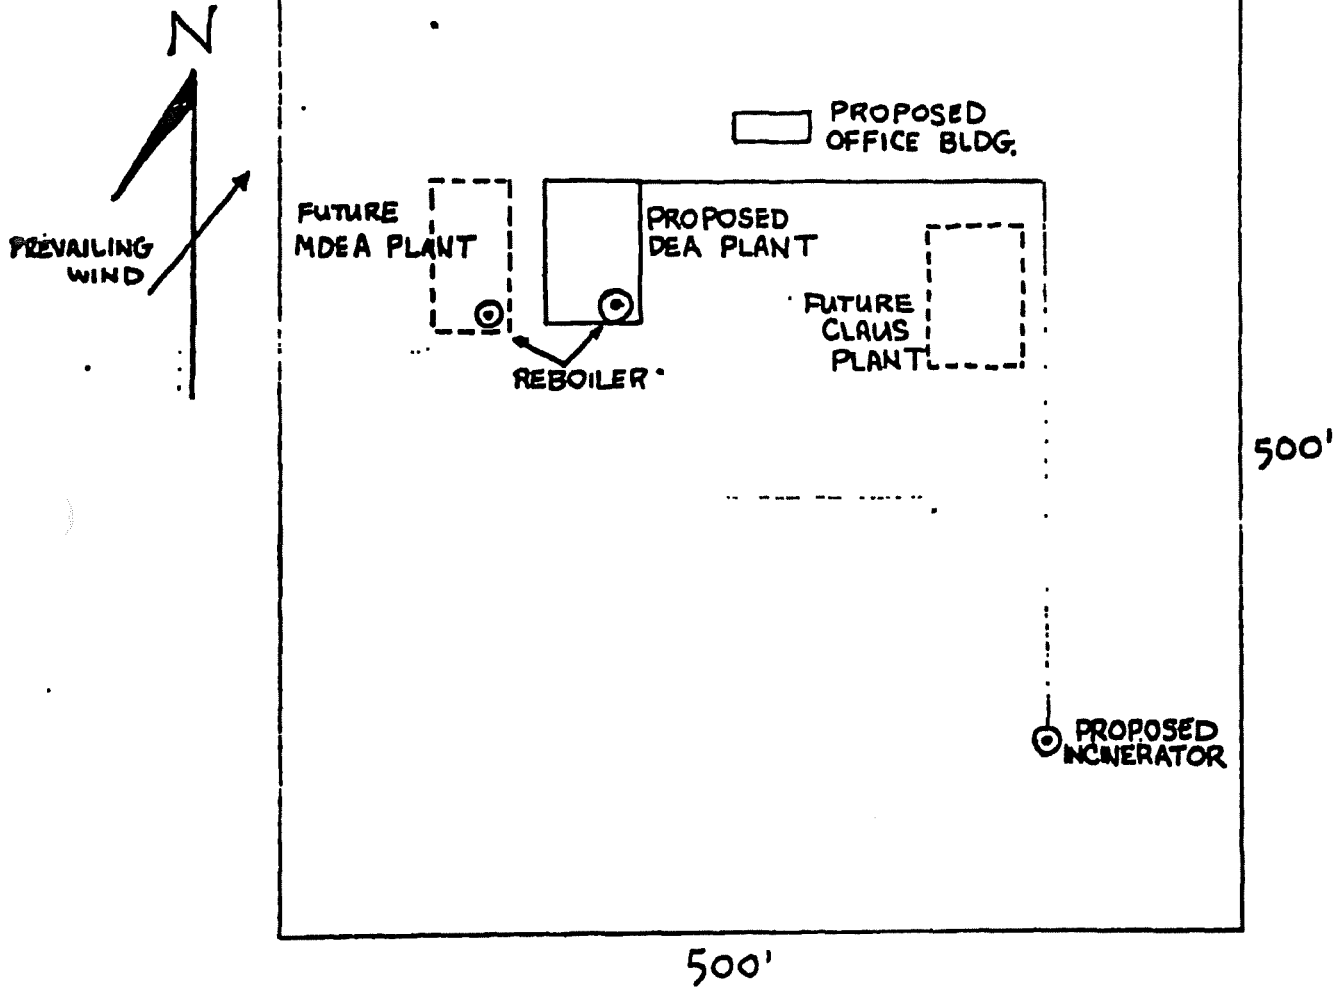 N
PROPOSED
OFFICE BLDG.
FUTURE
MDEA PLANT
PROPOSED
DEA PLANT
PREVAILING
WIND
FUTURE
CLAUS
PLANT
REBOILER
500'
PROPOSED
INCINERATOR
500'